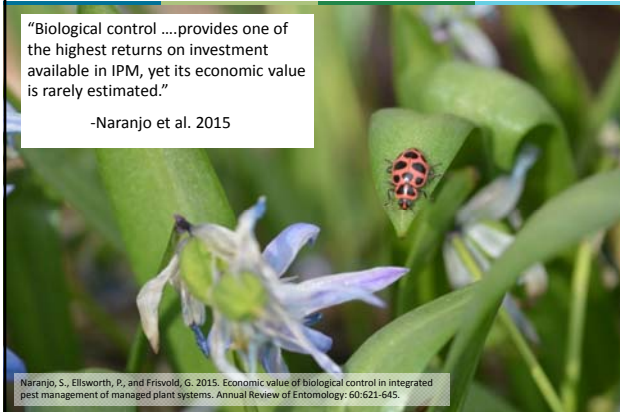 “Biological control ….provides one of
the highest returns on investment
available in IPM, yet its economic value
is rarely estimated.”
-Naranjo et al. 2015
Naranjo, S., Ellsworth, P., and Frisvold, G. 2015. Economic value of biological control in integrated
pest management of managed plant systems. Annual Review of Entomology: 60:621-645.